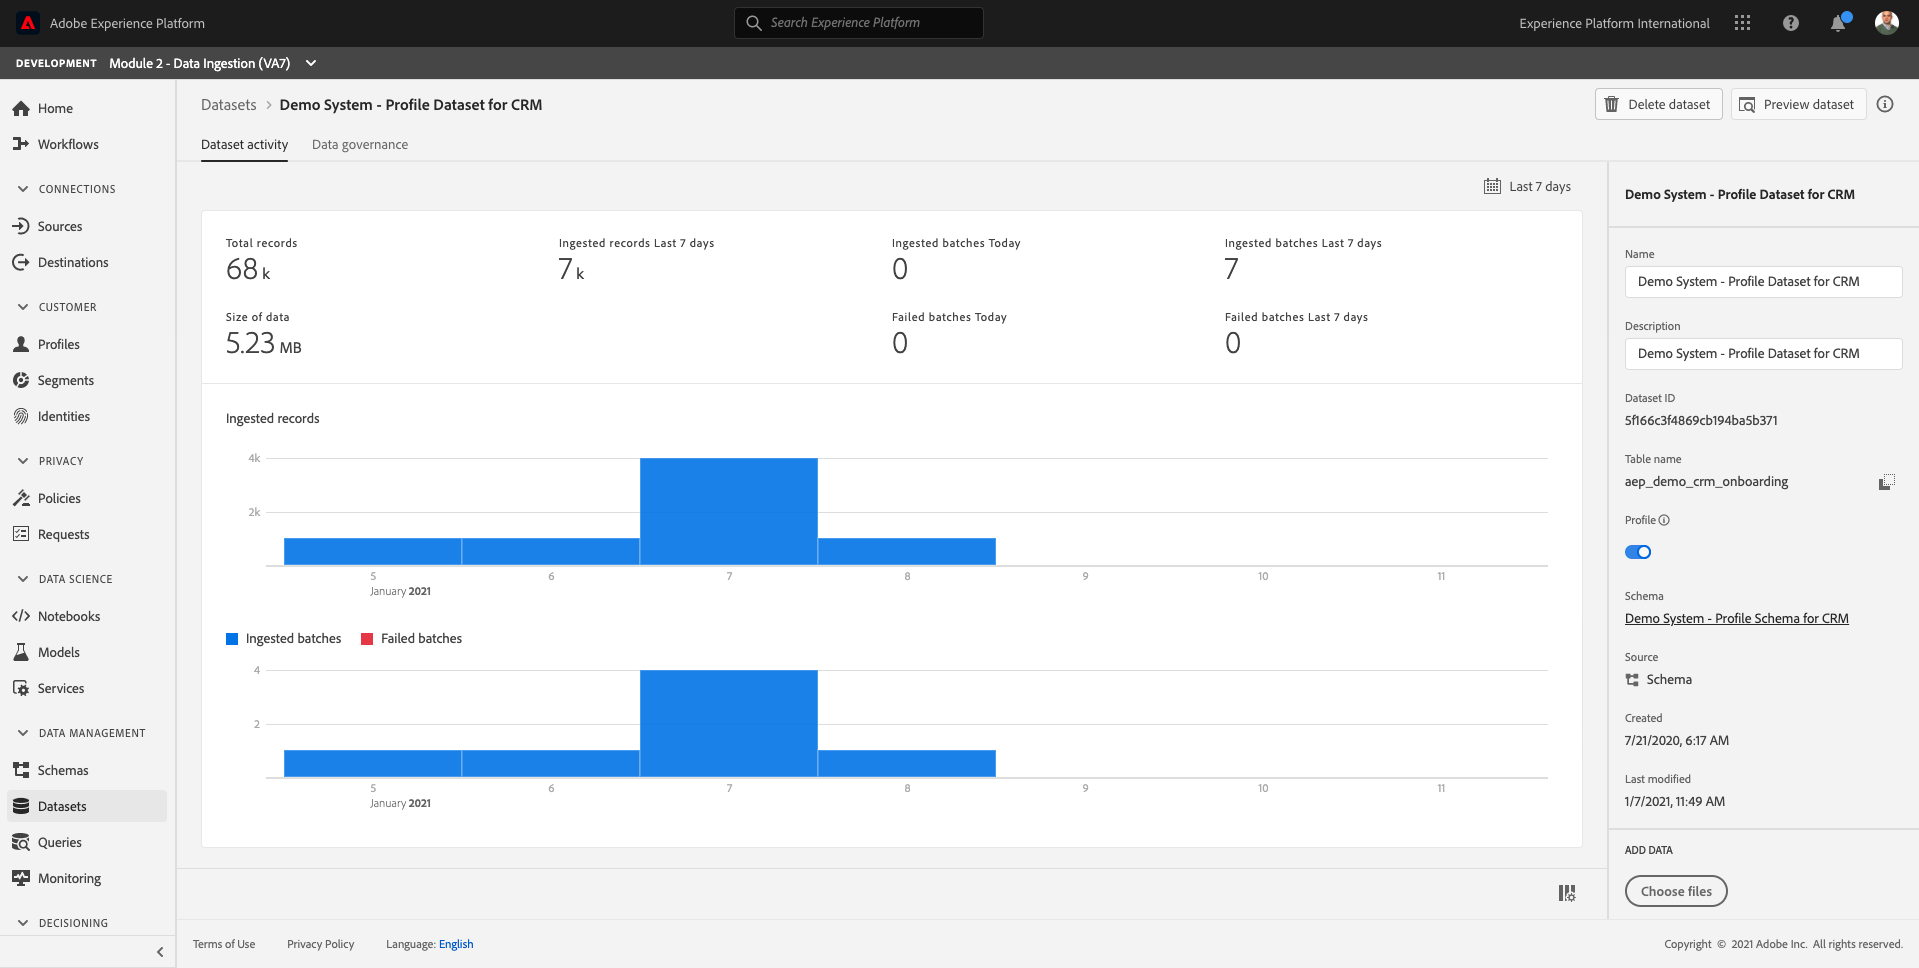 Adobe Experience Platform
Search Experience Platform
Experience Platform International
DEVELOPMENT Module 2 - Data Ingestion (VA7)
Home
Workflows
CONNECTIONS
Sources
Destinations
CUSTOMER
Profiles
Segments
Identities
PRIVACY
Policies
Requests
DATA SCIENCE
Notebooks
Models
Services
DATA MANAGEMENT
Schemas
Datasets
Queries
Monitoring
DECISIONING
Datasets > Demo System - Profile Dataset for CRM
Delete dataset
Preview dataset
Dataset activity
Data governance
Last 7 days
Total records
68 k
Ingested records Last 7 days
7 k
Ingested batches Today
0
Ingested batches Last 7 days
7
Size of data
5.23 MB
Failed batches Today
0
Failed batches Last 7 days
0
Ingested records
4k
2k
5 6 7 8 9 10 11
January 2021
Ingested batches Failed batches
4
2
5 6 7 8 9 10 11
January 2021
Demo System - Profile Dataset for CRM
Name
Demo System - Profile Dataset for CRM
Description
Demo System - Profile Dataset for CRM
Dataset ID
5f166c3f4869cb194ba5b371
Table name
aep_demo_crm_onboarding
Profile
Schema
Demo System - Profile Schema for CRM
Source
Schema
Created
7/21/2020, 6:17 AM
Last modified
1/7/2021, 11:49 AM
ADD DATA
Choose files
Terms of Use
Privacy Policy
Language: English
Copyright © 2021 Adobe Inc. All rights reserved.